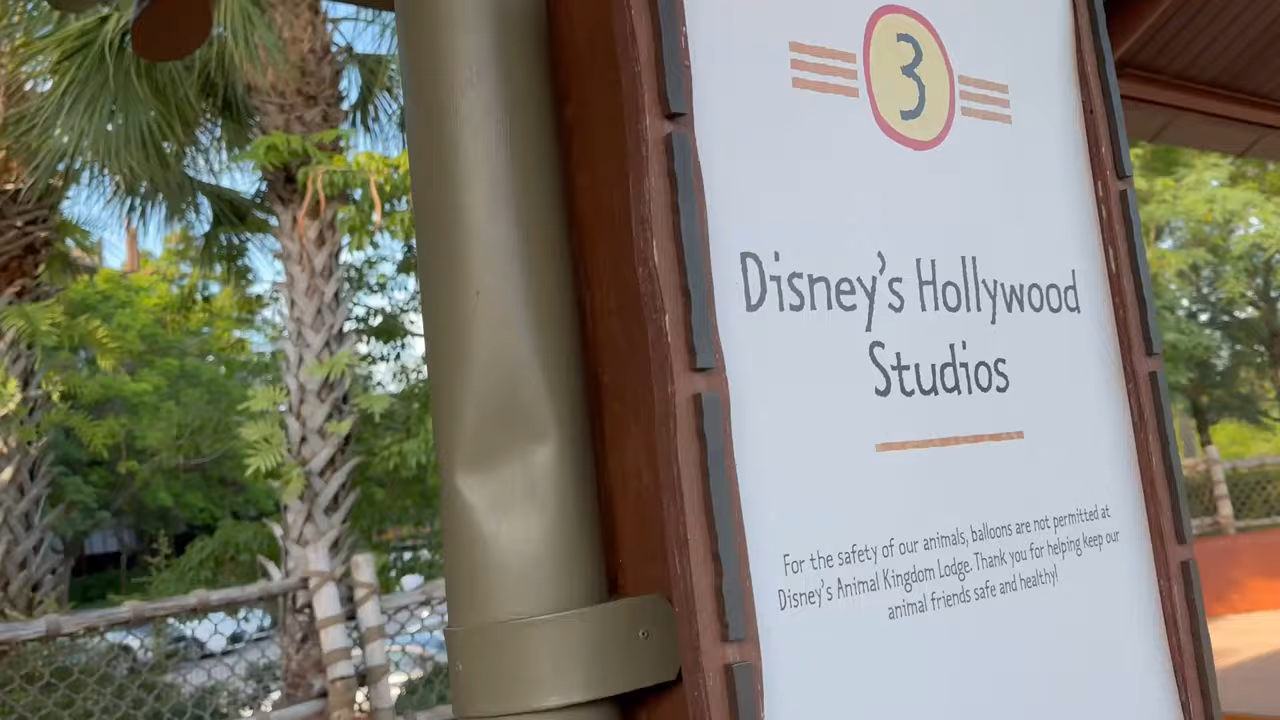 3
Disney's Hollywood
Studios
For the safety of our animals, balloons are not permitted at
Disney's Animal Kingdom Lodge. Thank you for helping keep our
animal friends safe and healthy!